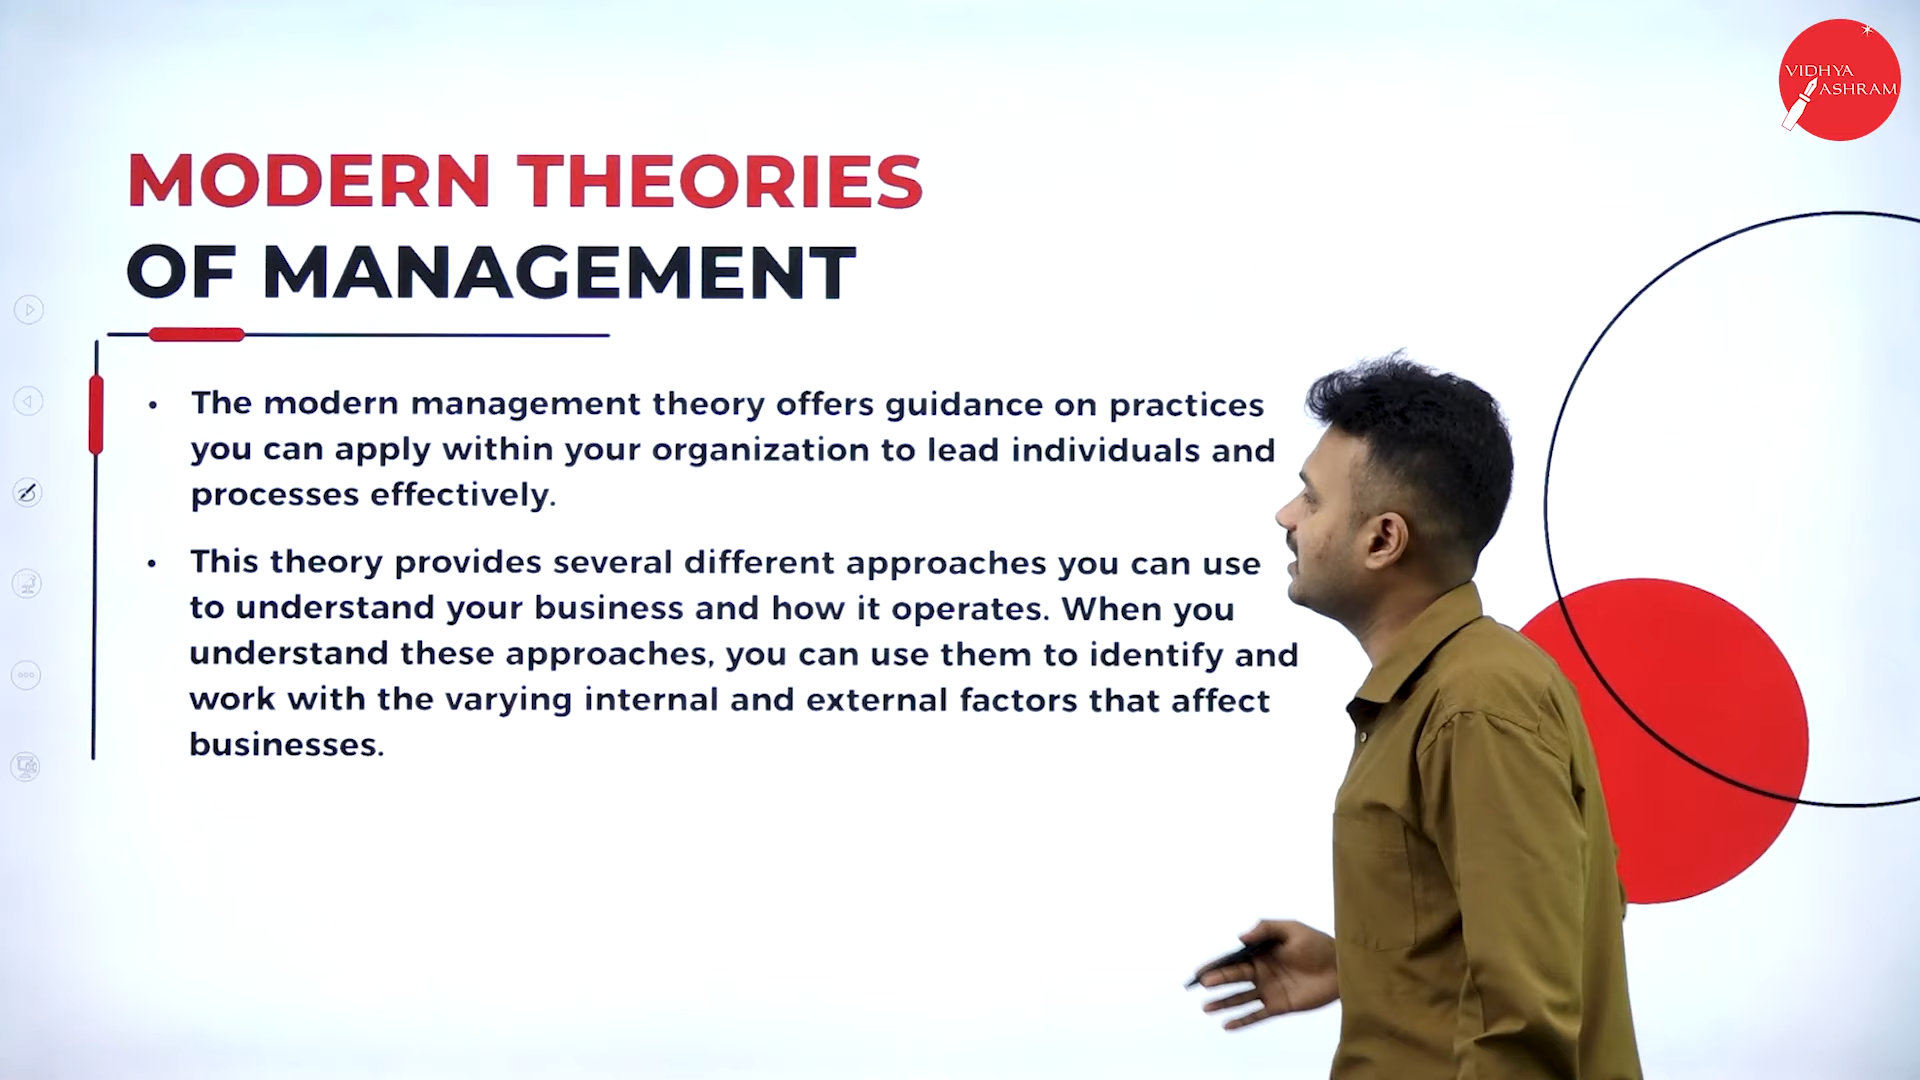 VIDHYA
ASHRAM
MODERN THEORIES
OF MANAGEMENT
• The modern management theory offers guidance on practices
you can apply within your organization to lead individuals and
processes effectively.
• This theory provides several different approaches you can use
to understand your business and how it operates. When you
understand these approaches, you can use them to identify and
work with the varying internal and external factors that affect
businesses.